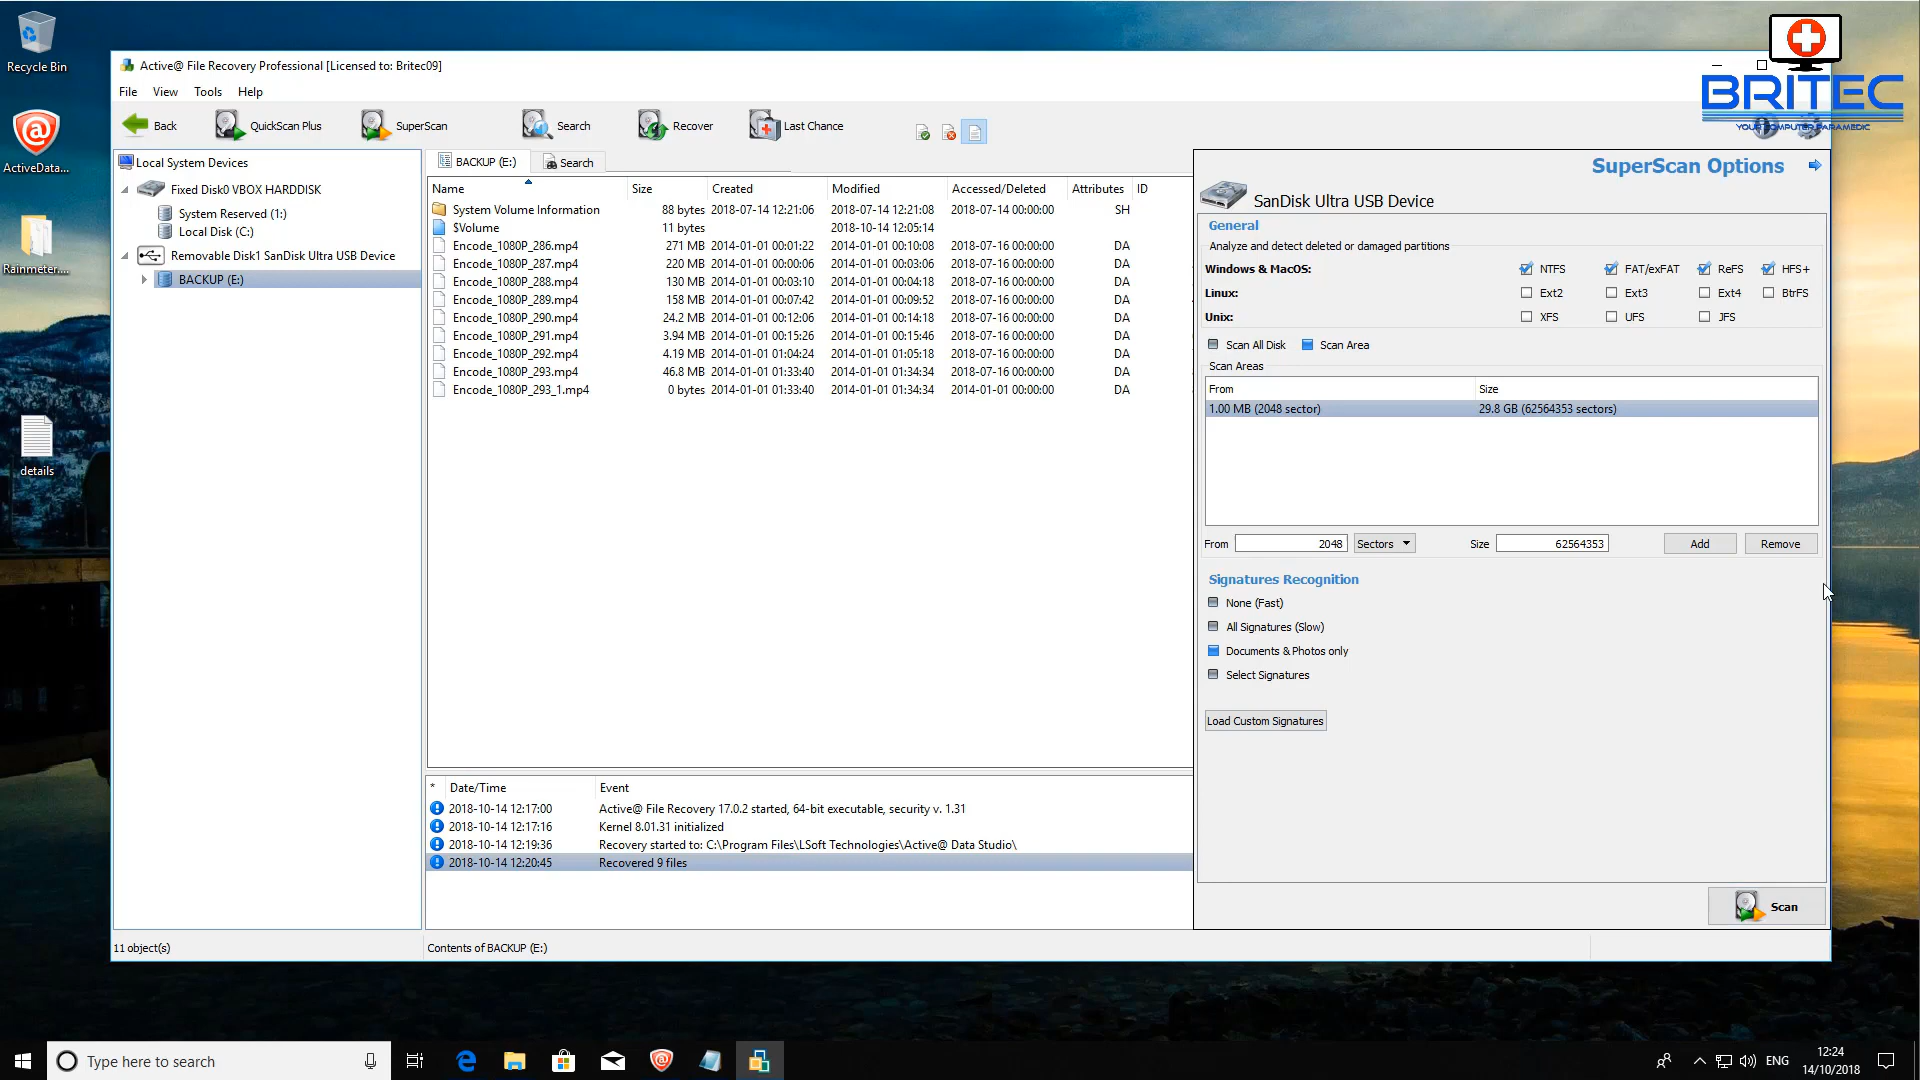 Recycle Bin
ActiveData...
Rainmeter....
details
Active@ File Recovery Professional [Licensed to: Britec09]
File View Tools Help
Back QuickScan Plus SuperScan Search Recover Last Chance
BRITEC
YOUR COMPUTER PARAMEDIC
Local System Devices
Fixed Disk0 VBOX HARDDISK
System Reserved (1:)
Local Disk (C:)
Removable Disk1 SanDisk Ultra USB Device
BACKUP (E:)
BACKUP (E:) Search
Name Size Created Modified Accessed/Deleted Attributes ID
System Volume Information 88 bytes 2018-07-14 12:21:06 2018-07-14 12:21:08 2018-07-14 00:00:00 SH
$Volume 11 bytes 2018-10-14 12:05:14
Encode_1080P_286.mp4 271 MB 2014-01-01 00:01:22 2014-01-01 00:10:08 2018-07-16 00:00:00 DA
Encode_1080P_287.mp4 220 MB 2014-01-01 00:00:06 2014-01-01 00:03:06 2018-07-16 00:00:00 DA
Encode_1080P_288.mp4 130 MB 2014-01-01 00:03:10 2014-01-01 00:04:18 2018-07-16 00:00:00 DA
Encode_1080P_289.mp4 158 MB 2014-01-01 00:07:42 2014-01-01 00:09:52 2018-07-16 00:00:00 DA
Encode_1080P_290.mp4 24.2 MB 2014-01-01 00:12:06 2014-01-01 00:14:18 2018-07-16 00:00:00 DA
Encode_1080P_291.mp4 3.94 MB 2014-01-01 00:15:26 2014-01-01 00:15:46 2018-07-16 00:00:00 DA
Encode_1080P_292.mp4 4.19 MB 2014-01-01 01:04:24 2014-01-01 01:05:18 2018-07-16 00:00:00 DA
Encode_1080P_293.mp4 46.8 MB 2014-01-01 01:33:40 2014-01-01 01:34:34 2018-07-16 00:00:00 DA
Encode_1080P_293_1.mp4 0 bytes 2014-01-01 01:33:40 2014-01-01 01:34:34 2014-01-01 00:00:00 DA
* Date/Time Event
2018-10-14 12:17:00 Active@ File Recovery 17.0.2 started, 64-bit executable, security v. 1.31
2018-10-14 12:17:16 Kernel 8.01.31 initialized
2018-10-14 12:19:36 Recovery started to: C:\Program Files\LSoft Technologies\Active@ Data Studio\
2018-10-14 12:20:45 Recovered 9 files
SuperScan Options
SanDisk Ultra USB Device
General
Analyze and detect deleted or damaged partitions
Windows & MacOS: NTFS FAT/exFAT ReFS HFS+
Linux: Ext2 Ext3 Ext4 BtrFS
Unix: XFS UFS JFS
Scan All Disk Scan Area
Scan Areas
From Size
1.00 MB (2048 sector) 29.8 GB (62564353 sectors)
From 2048 Sectors Size 62564353 Add Remove
Signatures Recognition
None (Fast)
All Signatures (Slow)
Documents & Photos only
Select Signatures
Load Custom Signatures
Scan
11 object(s) Contents of BACKUP (E:)
Type here to search
ENG
12:24
14/10/2018